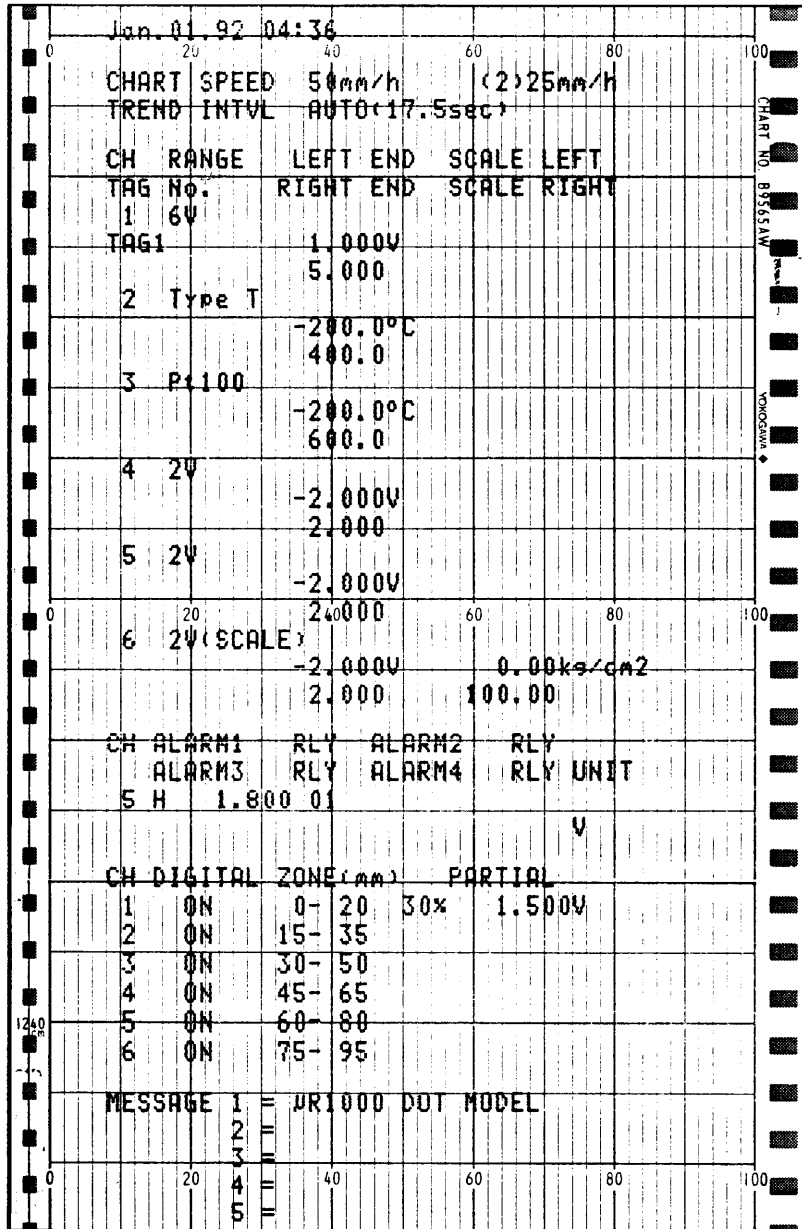 Jan.01.92 04:36
0 20 40 60 80 100
CHART SPEED 50mm/h (2)25mm/h
TREND INTVL AUTO(17.5sec)
CH RANGE LEFT END SCALE LEFT
TAG No. RIGHT END SCALE RIGHT
1 6V
TAG1 1.000V
5.000
2 Type T
-200.0°C
400.0
3 Pt100
-200.0°C
600.0
4 2V
-2.000V
2.000
5 2V
-2.000V
2.000
0 20 40 60 80 100
6 2V(SCALE)
-2.000V 0.00kg/cm2
2.000 100.00
CH ALARM1 RLY ALARM2 RLY
ALARM3 RLY ALARM4 RLY UNIT
5 H 1.800 01
V
CH DIGITAL ZONE(mm) PARTIAL
1 ON 0- 20 30% 1.500V
2 ON 15- 35
3 ON 30- 50
4 ON 45- 65
5 ON 60- 80
6 ON 75- 95
MESSAGE 1 = μR1000 DOT MODEL
2 =
3 =
0 20 40 60 80 100
4 =
5 =
CHART NO. B9565AW
YOKOGAWA ◆
1240